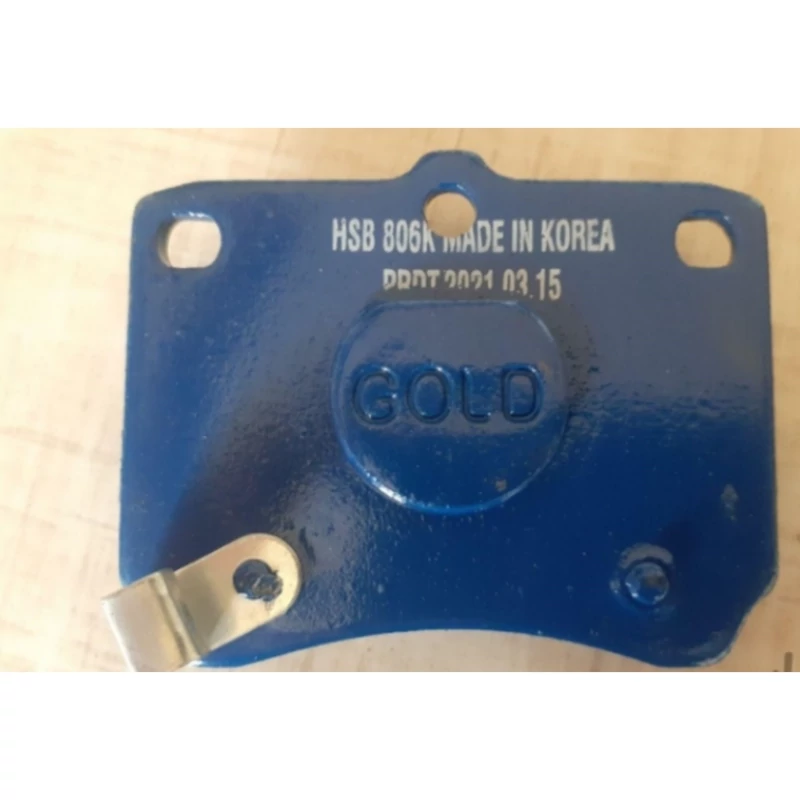 HSB 806K MADE IN KOREA
PRDT 2021.03.15
GOLD